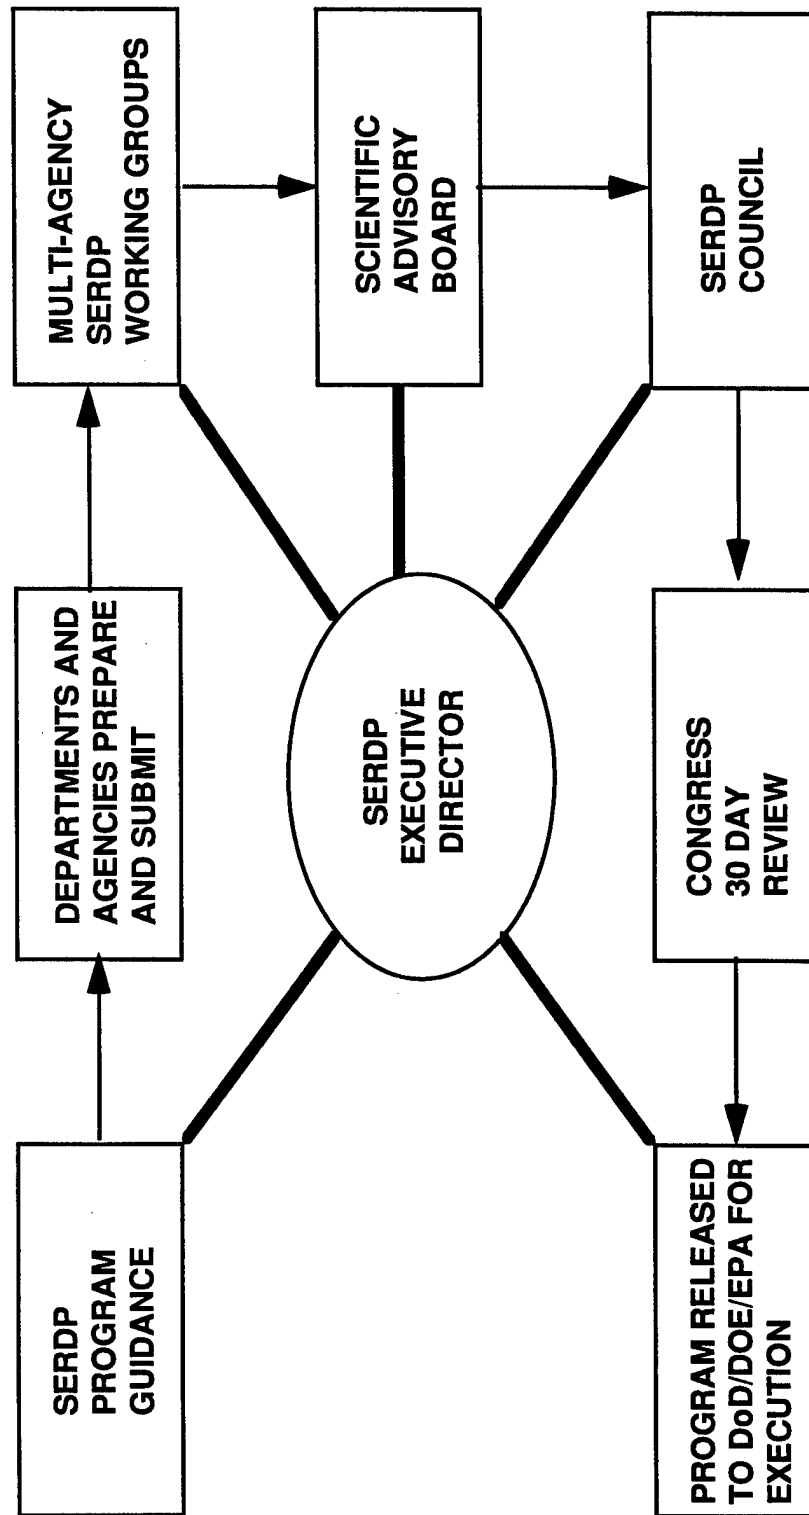 SERDP
PROGRAM
GUIDANCE
DEPARTMENTS AND
AGENCIES PREPARE
AND SUBMIT
MULTI-AGENCY
SERDP
WORKING GROUPS
SCIENTIFIC
ADVISORY
BOARD
SERDP
COUNCIL
CONGRESS
30 DAY
REVIEW
PROGRAM RELEASED
TO DoD/DOE/EPA FOR
EXECUTION
SERDP
EXECUTIVE
DIRECTOR